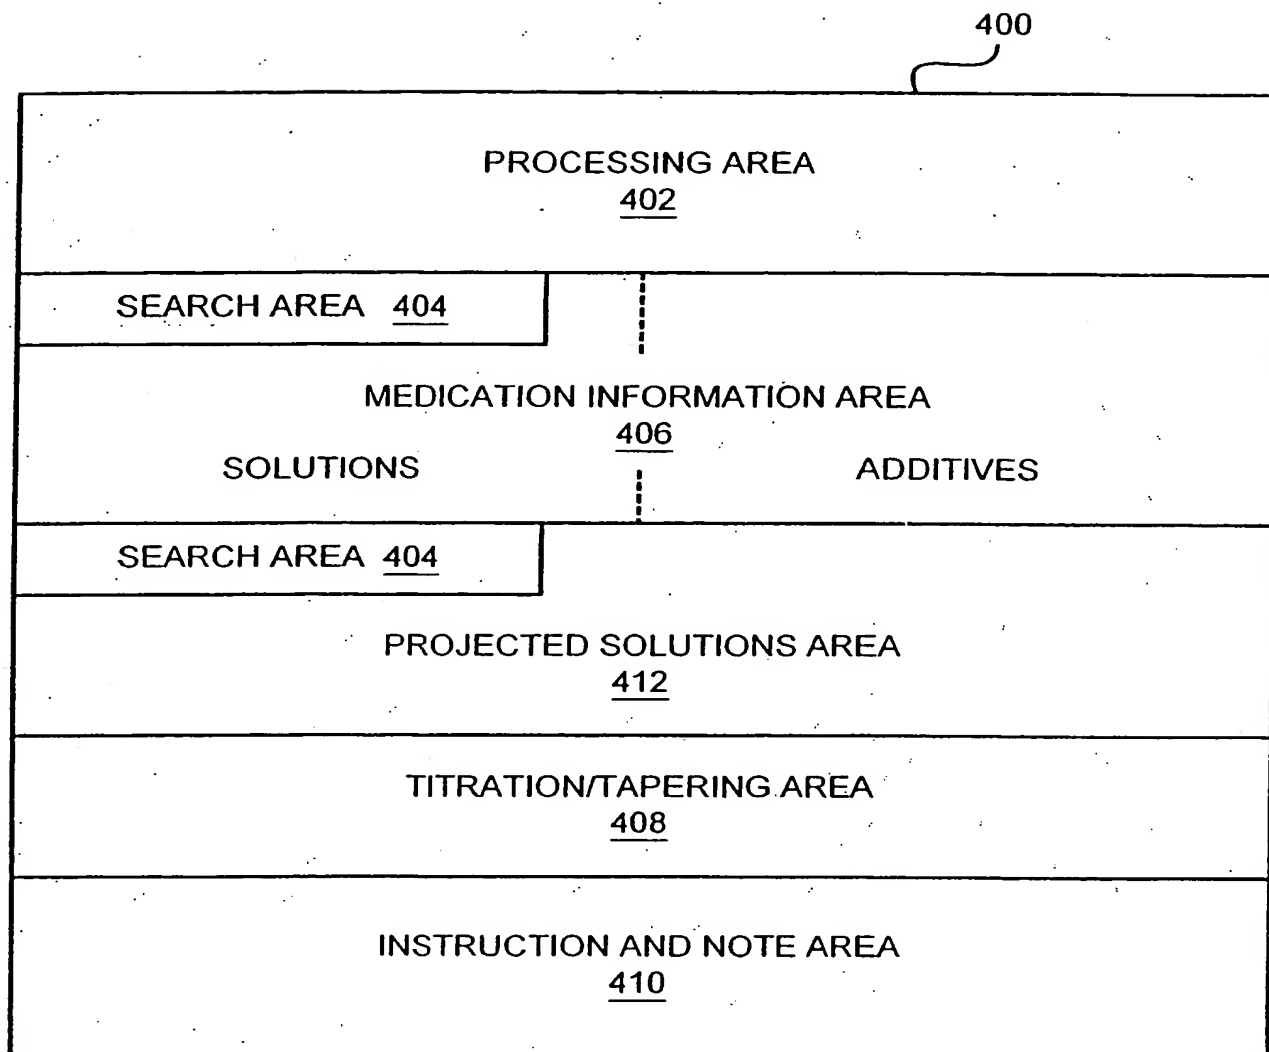 400
PROCESSING AREA
402
SEARCH AREA 404
MEDICATION INFORMATION AREA
406
SOLUTIONS ADDITIVES
SEARCH AREA 404
PROJECTED SOLUTIONS AREA
412
TITRATION/TAPERING AREA
408
INSTRUCTION AND NOTE AREA
410